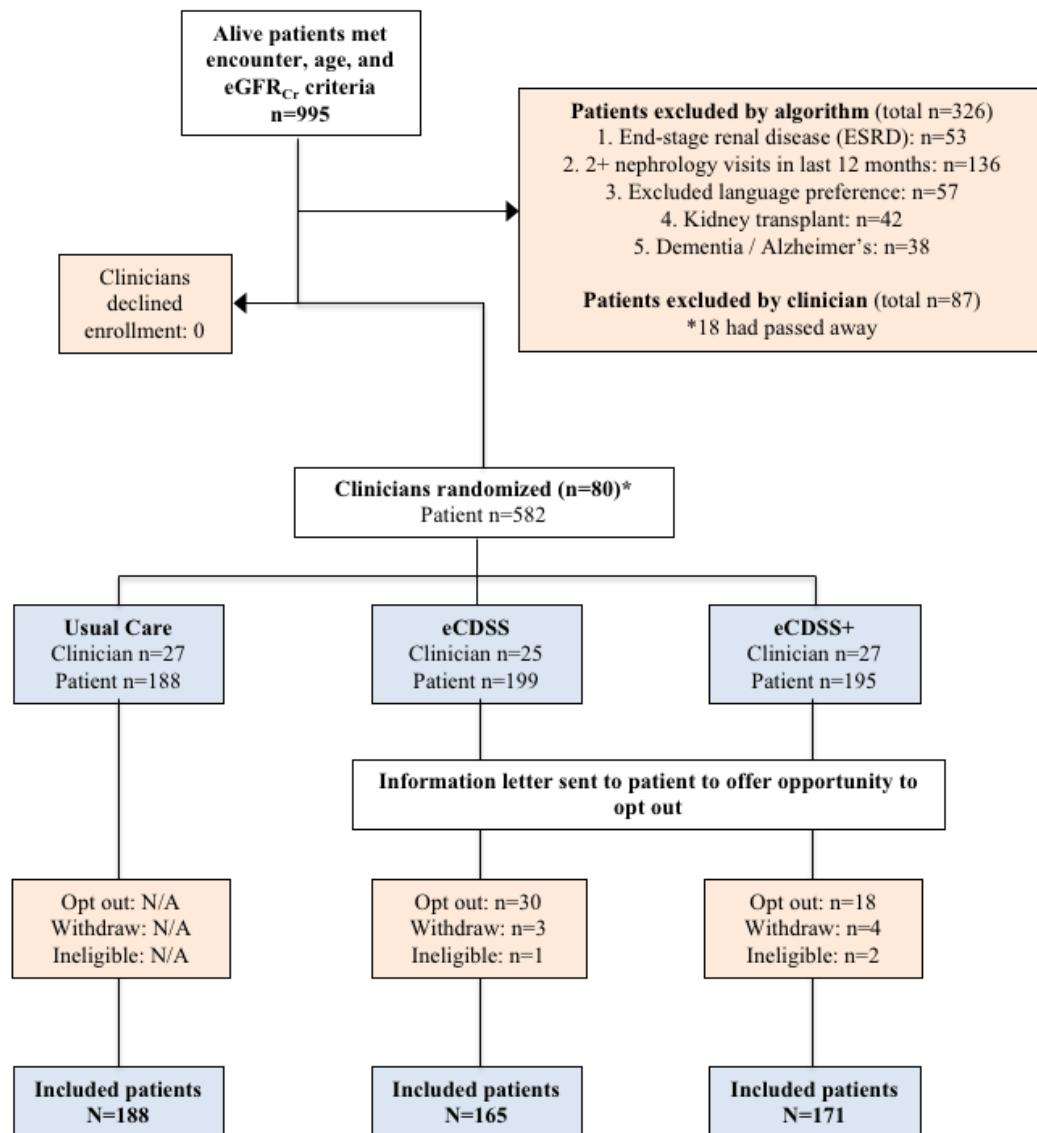 Alive patients met
encounter, age, and
eGFRCr criteria
n=995
Patients excluded by algorithm (total n=326)
1. End-stage renal disease (ESRD): n=53
2. 2+ nephrology visits in last 12 months: n=136
3. Excluded language preference: n=57
4. Kidney transplant: n=42
5. Dementia / Alzheimer’s: n=38
Patients excluded by clinician (total n=87)
*18 had passed away
Clinicians
declined
enrollment: 0
Clinicians randomized (n=80)*
Patient n=582
Usual Care
Clinician n=27
Patient n=188
eCDSS
Clinician n=25
Patient n=199
eCDSS+
Clinician n=27
Patient n=195
Information letter sent to patient to offer opportunity to
opt out
Opt out: N/A
Withdraw: N/A
Ineligible: N/A
Opt out: n=30
Withdraw: n=3
Ineligible: n=1
Opt out: n=18
Withdraw: n=4
Ineligible: n=2
Included patients
N=188
Included patients
N=165
Included patients
N=171